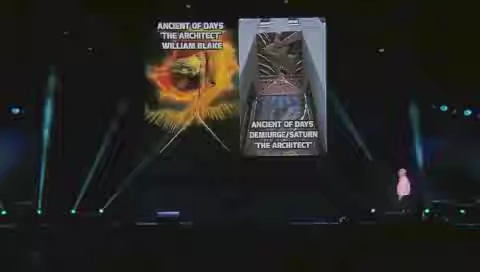 ANCIENT OF DAYS
"THE ARCHITECT"
WILLIAM BLAKE
ANCIENT OF DAYS
DEMIURGE/SATURN
"THE ARCHITECT"